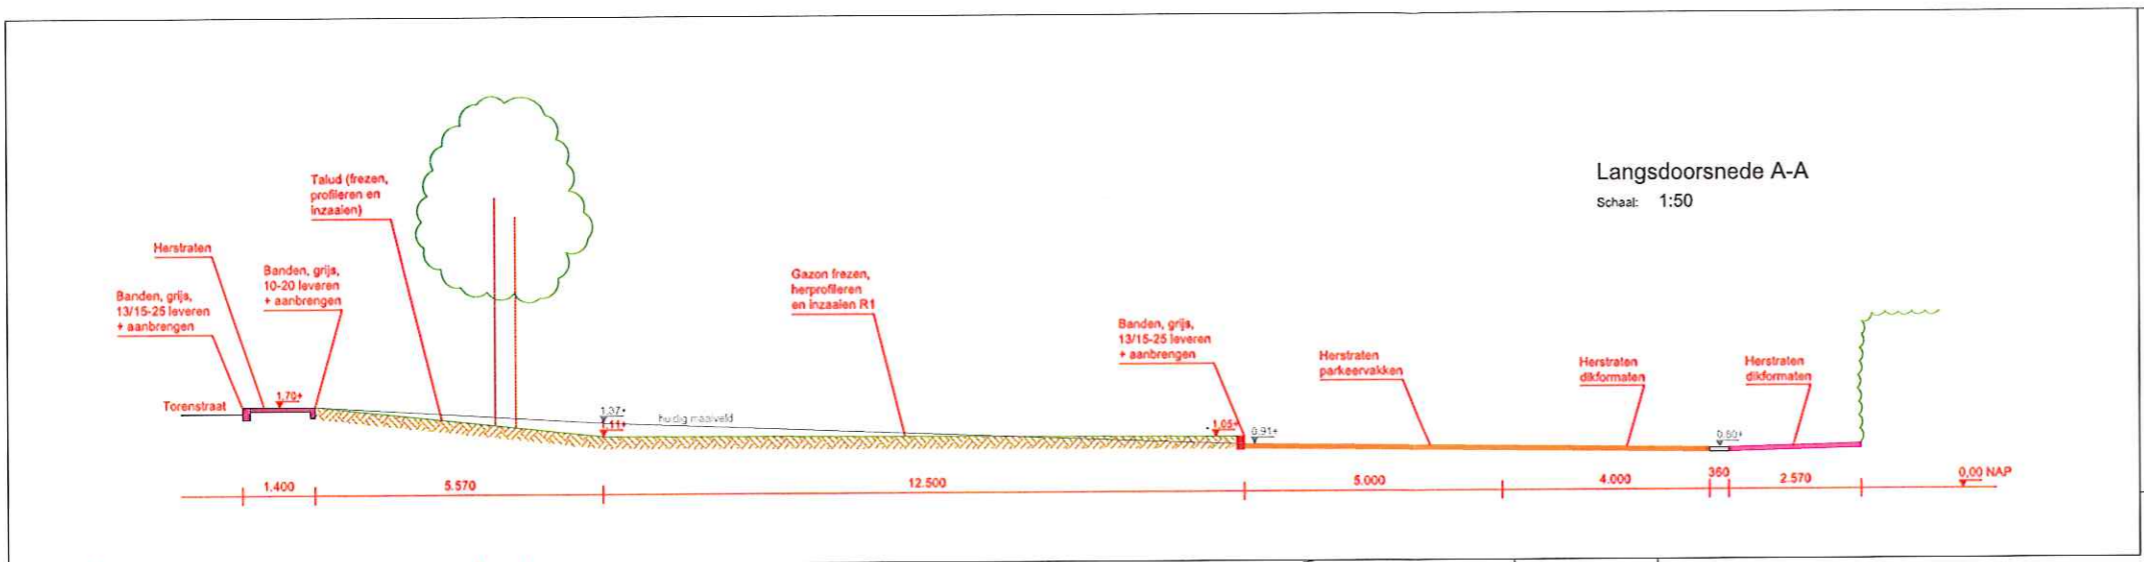 Langsdoorsnede A-A
Schaal: 1:50
Talud (frezen,
profileren en
inzaaien)
Herstraten
Banden, grijs,
10-20 leveren
+ aanbrengen
Banden, grijs,
13/15-25 leveren
+ aanbrengen
Gazon frezen,
herprofileren
en inzaaien R1
Banden, grijs,
13/15-25 leveren
+ aanbrengen
Herstraten
parkeervakken
Herstraten
dikformaten
Herstraten
dikformaten
Torenstraat
1.70+
1.37+
1.11+
huidig maaiveld
1.05+
0.91+
1.400
5.570
12.500
5.000
4.000
360
2.570
0,00 NAP